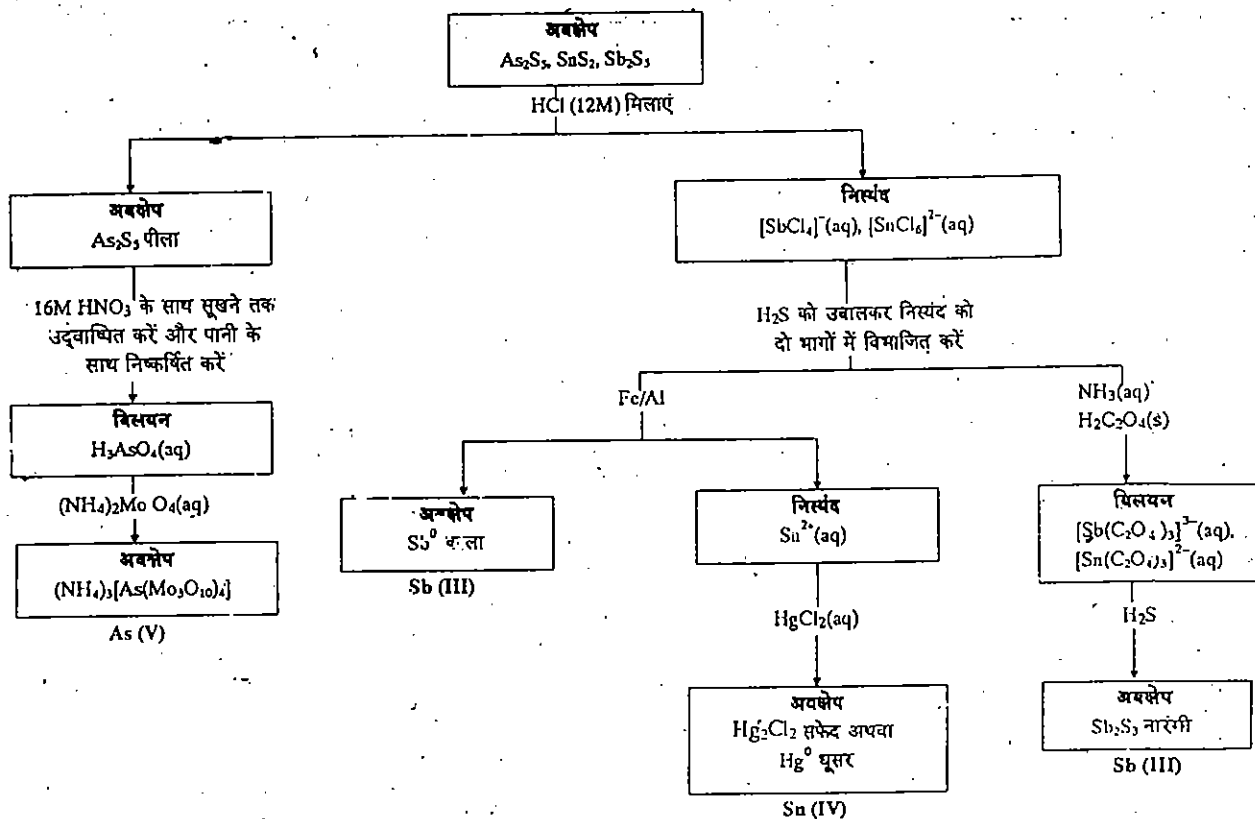 अवक्षेप
As₂S₅, SnS₂, Sb₂S₃
HCl (12M) मिलाएं
अवक्षेप
As₂S₅ पीला
निस्यंद
[SbCl₄]⁻(aq), [SnCl₆]²⁻(aq)
16M HNO₃ के साथ सूखने तक
उद्वाष्पित करें और पानी के
साथ निष्कर्षित करें
H₂S को उबालकर निस्यंद को
दो भागों में विभाजित करें
विलयन
H₃AsO₄(aq)
Fe/Al
NH₃(aq)
H₂C₂O₄(s)
(NH₄)₂Mo O₄(aq)
अवक्षेप
Sb⁰ काला
Sb (III)
निस्यंद
Sn²⁺(aq)
विलयन
[Sb(C₂O₄)₃]³⁻(aq),
[Sn(C₂O₄)₃]²⁻(aq)
अवक्षेप
(NH₄)₃[As(Mo₃O₁₀)₄]
As (V)
HgCl₂(aq)
H₂S
अवक्षेप
Hg₂Cl₂ सफेद अथवा
Hg⁰ धूसर
Sn (IV)
अवक्षेप
Sb₂S₃ नारंगी
Sb (III)